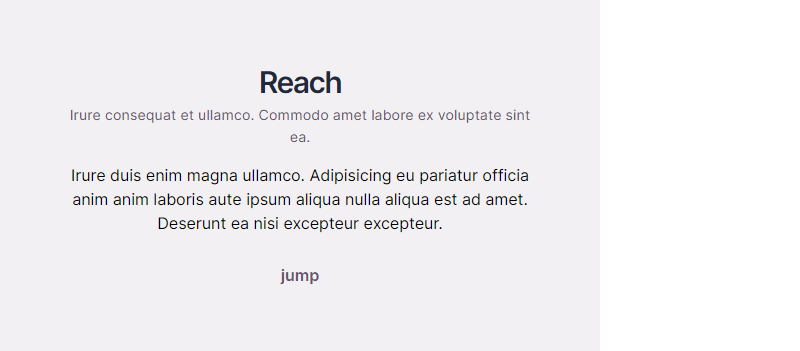 Reach
Irure consequat et ullamco. Commodo amet labore ex voluptate sint
ea.
Irure duis enim magna ullamco. Adipisicing eu pariatur officia
anim anim laboris aute ipsum aliqua nulla aliqua est ad amet.
Deserunt ea nisi excepteur excepteur.
jump